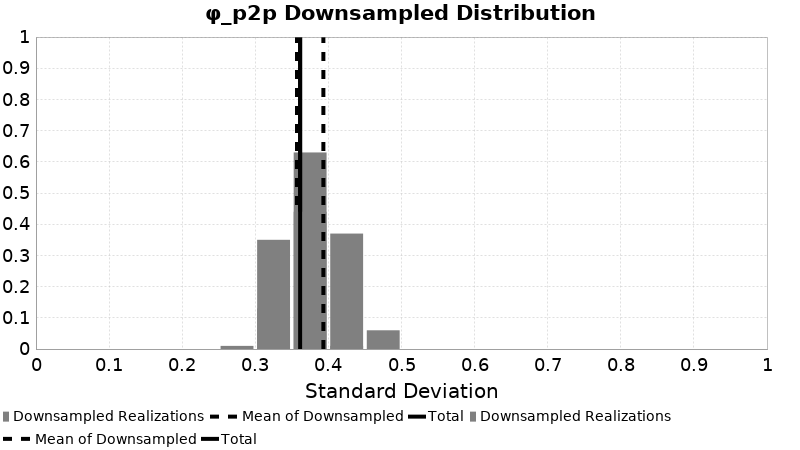 φ_p2p Downsampled Distribution
1
0.9
0.8
0.7
0.6
0.5
0.4
0.3
0.2
0.1
0
0 0.1 0.2 0.3 0.4 0.5 0.6 0.7 0.8 0.9 1
Standard Deviation
Downsampled Realizations Mean of Downsampled Total Downsampled Realizations
Mean of Downsampled Total